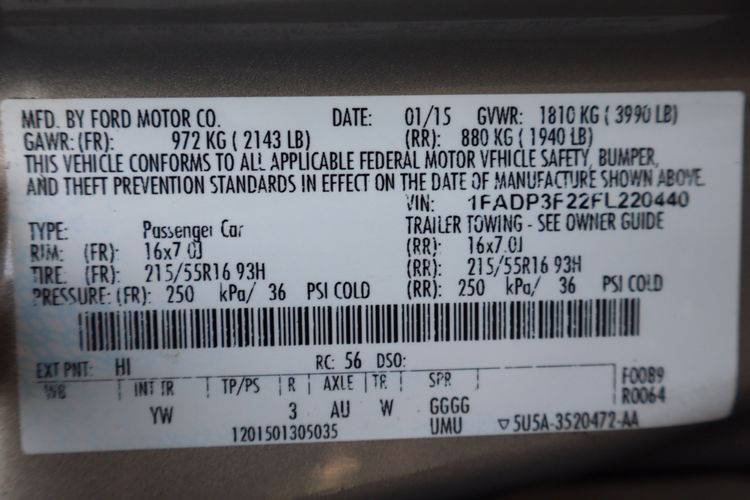 MFD. BY FORD MOTOR CO. DATE: 01/15 GVWR: 1810 KG ( 3990 LB)
GAWR: (FR): 972 KG ( 2143 LB) (RR): 880 KG ( 1940 LB)
THIS VEHICLE CONFORMS TO ALL APPLICABLE FEDERAL MOTOR VEHICLE SAFETY, BUMPER,
AND THEFT PREVENTION STANDARDS IN EFFECT ON THE DATE OF MANUFACTURE SHOWN ABOVE.
VIN: 1FADP3F22FL220440
TYPE: Passenger Car TRAILER TOWING - SEE OWNER GUIDE
RIM: (FR): 16x7.0J (RR): 16x7.0J
TIRE: (FR): 215/55R16 93H (RR): 215/55R16 93H
PRESSURE: (FR): 250 kPa/ 36 PSI COLD (RR): 250 kPa/ 36 PSI COLD
EXT PNT: HI RC: 56 DSO:
WB INT TR TP/PS R AXLE TR SPR F0089
YW 3 AU W GGGG R0064
1201501305035 UMU ▽5U5A-3520472-AA